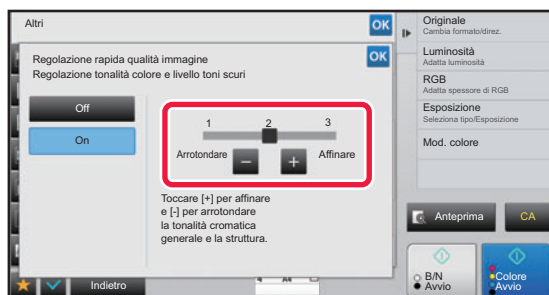 Altri
OK
Regolazione rapida qualità immagine
Regolazione tonalità colore e livello toni scuri
OK
Off
On
1 2 3
Arrotondare - + Affinare
Toccare [+] per affinare
e [-] per arrotondare
la tonalità cromatica
generale e la struttura.
Indietro
Originale
Cambia formato/direz.
Luminosità
Adatta luminosità
RGB
Adatta spessore di RGB
Esposizione
Seleziona tipo/Esposizione
Mod. colore
Anteprima
CA
B/N
Avvio
Colore
Avvio